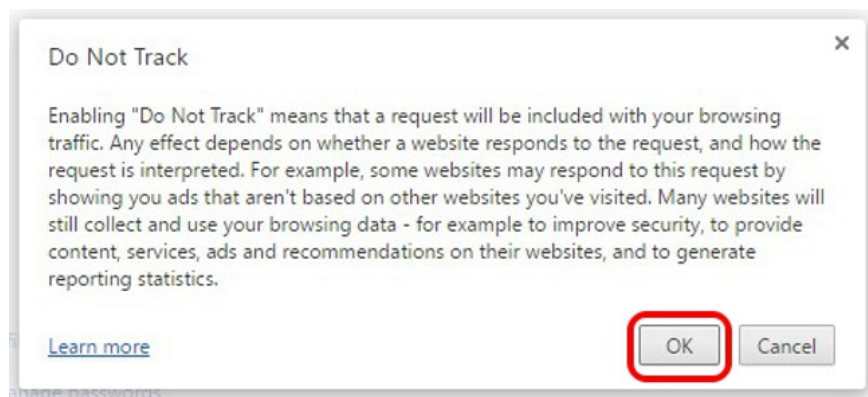 Do Not Track
Enabling "Do Not Track" means that a request will be included with your browsing
traffic. Any effect depends on whether a website responds to the request, and how the
request is interpreted. For example, some websites may respond to this request by
showing you ads that aren't based on other websites you've visited. Many websites will
still collect and use your browsing data - for example to improve security, to provide
content, services, ads and recommendations on their websites, and to generate
reporting statistics.
Learn more
OK
Cancel
passwords